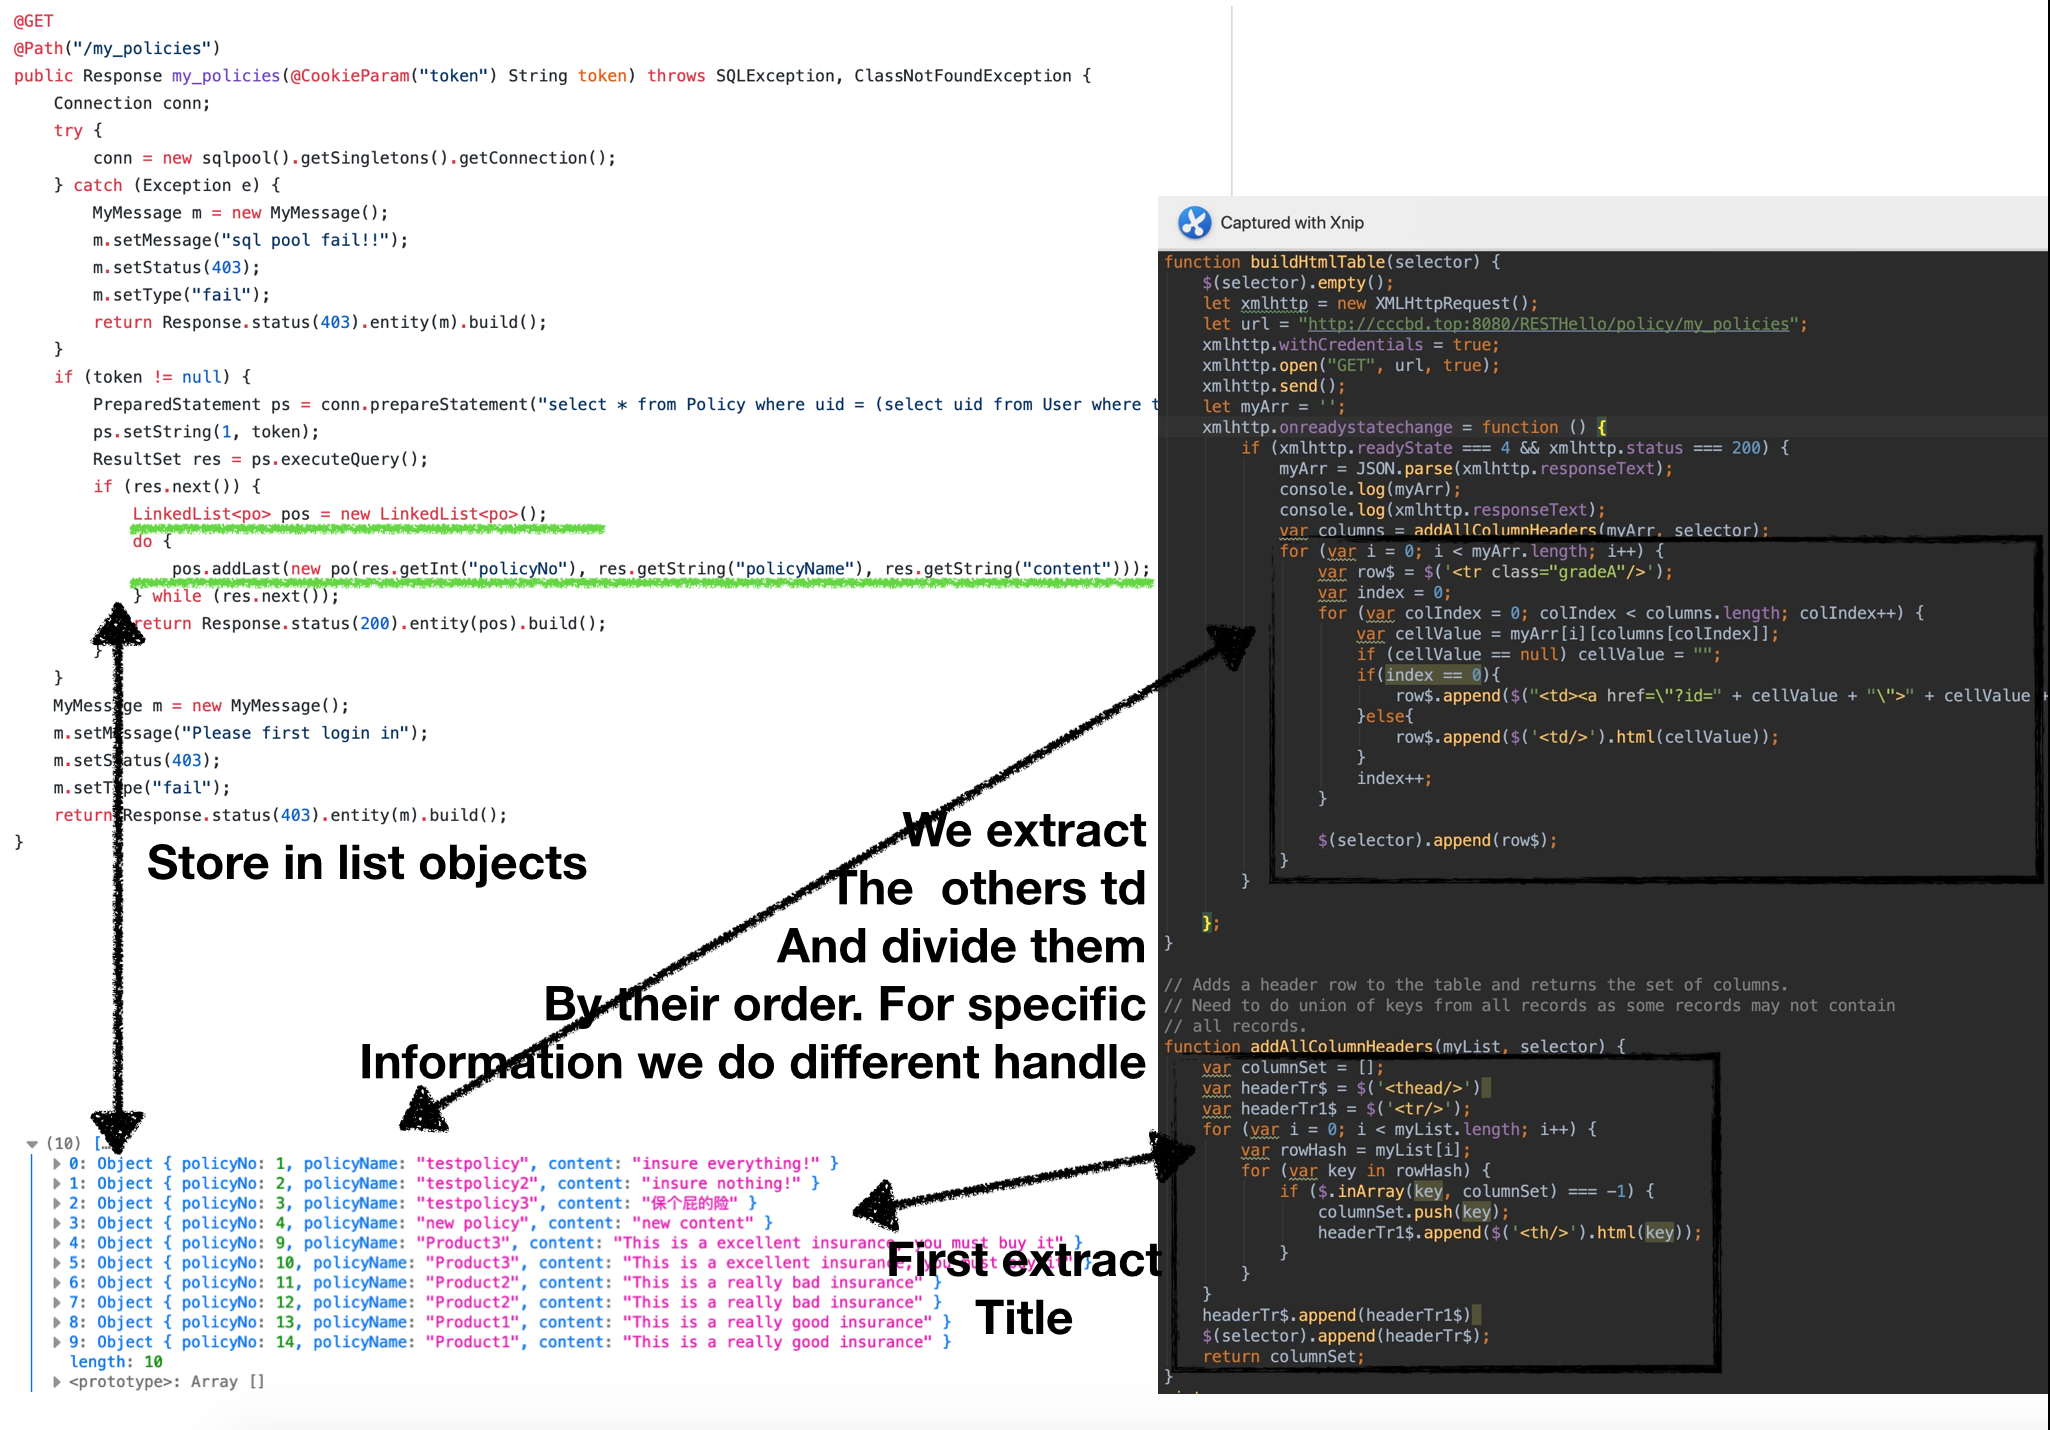 @GET
@Path("/my_policies")
public Response my_policies(@CookieParam("token") String token) throws SQLException, ClassNotFoundException {
Connection conn;
try {
conn = new sqlpool().getSingletons().getConnection();
} catch (Exception e) {
MyMessage m = new MyMessage();
m.setMessage("sql pool fail!!");
m.setStatus(403);
m.setType("fail");
return Response.status(403).entity(m).build();
}
if (token != null) {
PreparedStatement ps = conn.prepareStatement("select * from Policy where uid = (select uid from User where t
ps.setString(1, token);
ResultSet res = ps.executeQuery();
if (res.next()) {
LinkedList<po> pos = new LinkedList<po>();
do {
pos.addLast(new po(res.getInt("policyNo"), res.getString("policyName"), res.getString("content")));
} while (res.next());
return Response.status(200).entity(pos).build();
}
}
MyMessage m = new MyMessage();
m.setMessage("Please first login in");
m.setStatus(403);
m.setType("fail");
return Response.status(403).entity(m).build();
}
Store in list objects
We extract
The others td
And divide them
By their order. For specific
Information we do different handle
(10) […
0: Object { policyNo: 1, policyName: "testpolicy", content: "insure everything!" }
1: Object { policyNo: 2, policyName: "testpolicy2", content: "insure nothing!" }
2: Object { policyNo: 3, policyName: "testpolicy3", content: "保个屁的险" }
3: Object { policyNo: 4, policyName: "new policy", content: "new content" }
4: Object { policyNo: 9, policyName: "Product3", content: "This is a excellent insurance, you must buy it" }
5: Object { policyNo: 10, policyName: "Product3", content: "This is a excellent insurance, you must buy it" }
6: Object { policyNo: 11, policyName: "Product2", content: "This is a really bad insurance" }
7: Object { policyNo: 12, policyName: "Product2", content: "This is a really bad insurance" }
8: Object { policyNo: 13, policyName: "Product1", content: "This is a really good insurance" }
9: Object { policyNo: 14, policyName: "Product1", content: "This is a really good insurance" }
length: 10
<prototype>: Array []
First extract
Title
Captured with Xnip
function buildHtmlTable(selector) {
$(selector).empty();
let xmlhttp = new XMLHttpRequest();
let url = "http://cccbd.top:8080/RESTHello/policy/my_policies";
xmlhttp.withCredentials = true;
xmlhttp.open("GET", url, true);
xmlhttp.send();
let myArr = '';
xmlhttp.onreadystatechange = function () {
if (xmlhttp.readyState === 4 && xmlhttp.status === 200) {
myArr = JSON.parse(xmlhttp.responseText);
console.log(myArr);
console.log(xmlhttp.responseText);
var columns = addAllColumnHeaders(myArr, selector);
for (var i = 0; i < myArr.length; i++) {
var row$ = $('<tr class="gradeA"/>');
var index = 0;
for (var colIndex = 0; colIndex < columns.length; colIndex++) {
var cellValue = myArr[i][columns[colIndex]];
if (cellValue == null) cellValue = "";
if(index == 0){
row$.append($("<td><a href=\"?id=" + cellValue + "\">" + cellValue +
}else{
row$.append($('<td/>').html(cellValue));
}
index++;
}
$(selector).append(row$);
}
}
};
}
// Adds a header row to the table and returns the set of columns.
// Need to do union of keys from all records as some records may not contain
// all records.
function addAllColumnHeaders(myList, selector) {
var columnSet = [];
var headerTr$ = $('<thead/>')
var headerTr1$ = $('<tr/>');
for (var i = 0; i < myList.length; i++) {
var rowHash = myList[i];
for (var key in rowHash) {
if ($.inArray(key, columnSet) === -1) {
columnSet.push(key);
headerTr1$.append($('<th/>').html(key));
}
}
}
headerTr$.append(headerTr1$)
$(selector).append(headerTr$);
return columnSet;
}